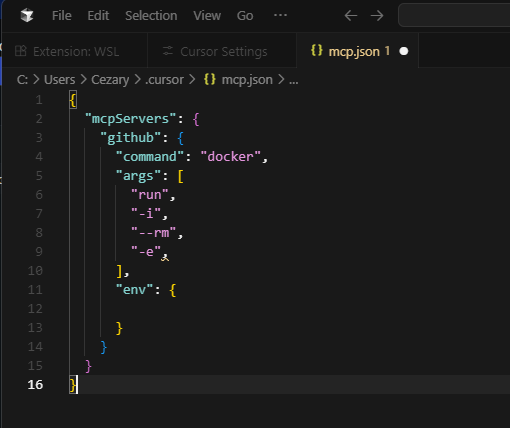 File Edit Selection View Go ...
Extension: WSL Cursor Settings {} mcp.json 1
C: > Users > Cezary > .cursor > {} mcp.json > ...
1 {
2 "mcpServers": {
3 "github": {
4 "command": "docker",
5 "args": [
6 "run",
7 "-i",
8 "--rm",
9 "-e",
10 ],
11 "env": {
12
13 }
14 }
15 }
16 }